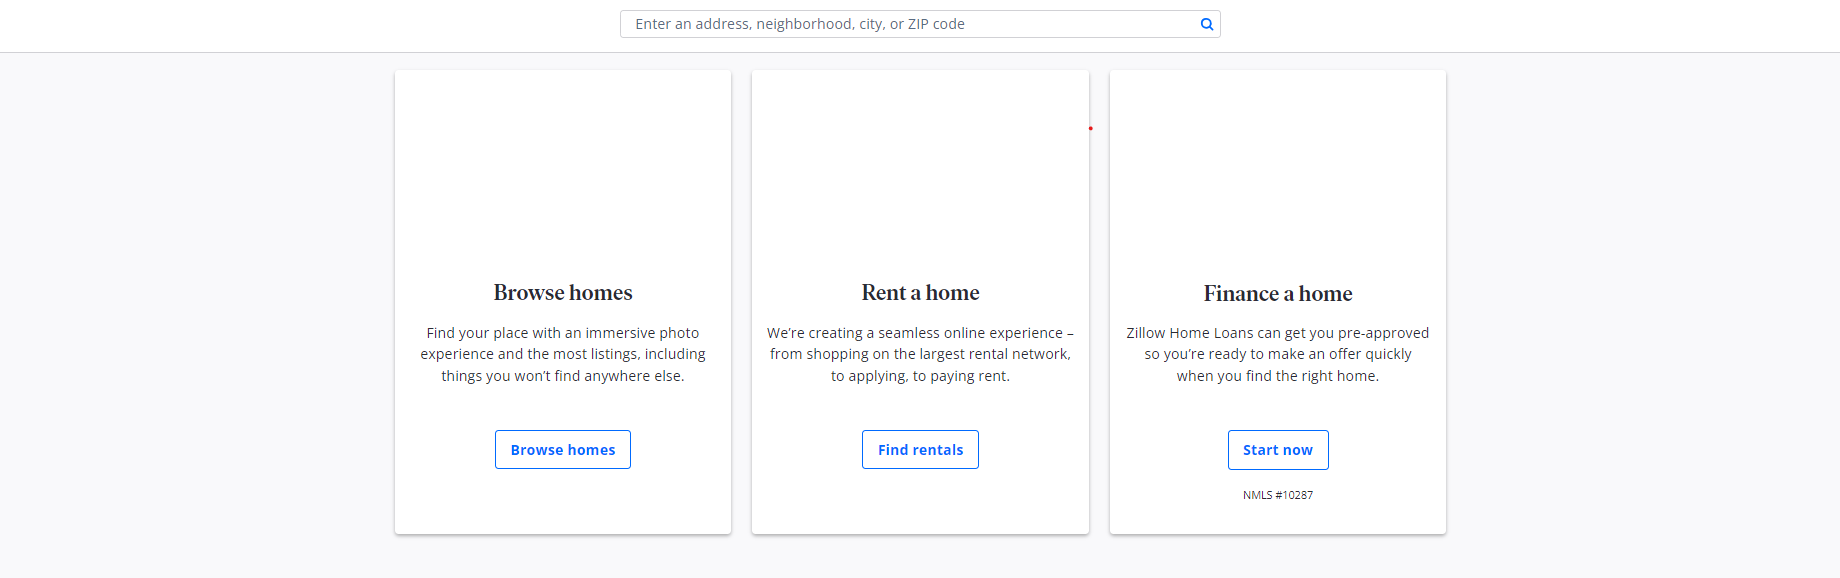 Enter an address, neighborhood, city, or ZIP code
Browse homes
Find your place with an immersive photo
experience and the most listings, including
things you won’t find anywhere else.
Browse homes
Rent a home
We’re creating a seamless online experience –
from shopping on the largest rental network,
to applying, to paying rent.
Find rentals
Finance a home
Zillow Home Loans can get you pre-approved
so you’re ready to make an offer quickly
when you find the right home.
Start now
NMLS #10287